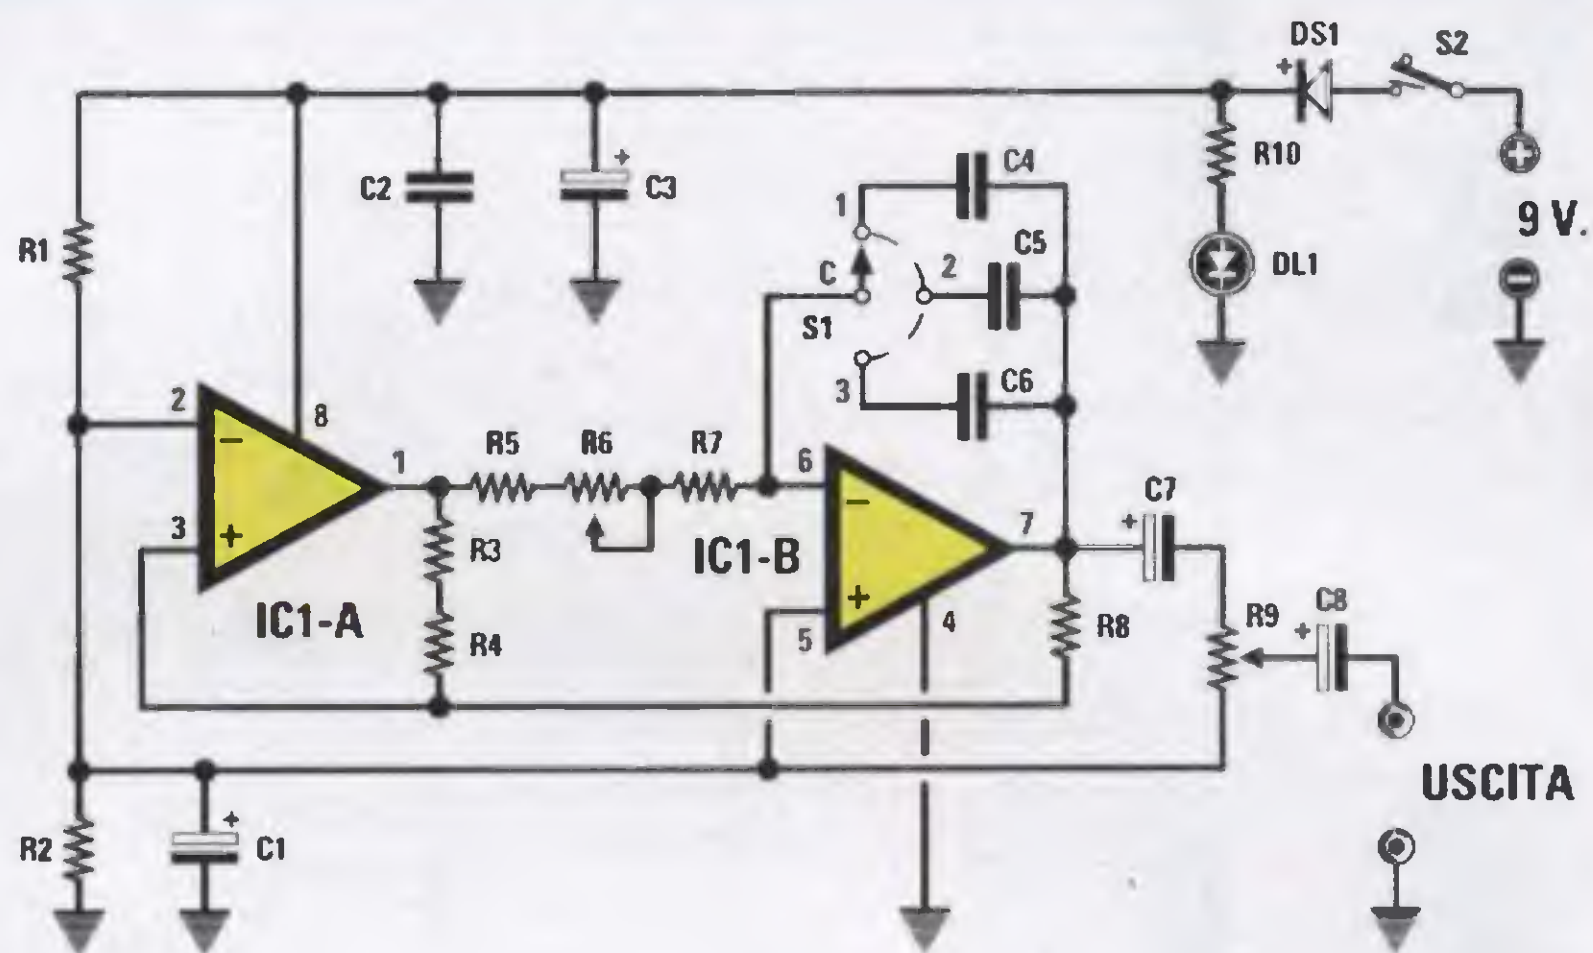 DS1
S2
+
R10
9 V.
DL1
C2
+
C3
C4
1
C5
2
C
S1
C6
3
R1
2
8
1
3
−
+
IC1-A
R5
R6
R7
R3
R4
6
−
+
5
IC1-B
7
4
R8
+
C7
R9
+
C8
USCITA
R2
+
C1